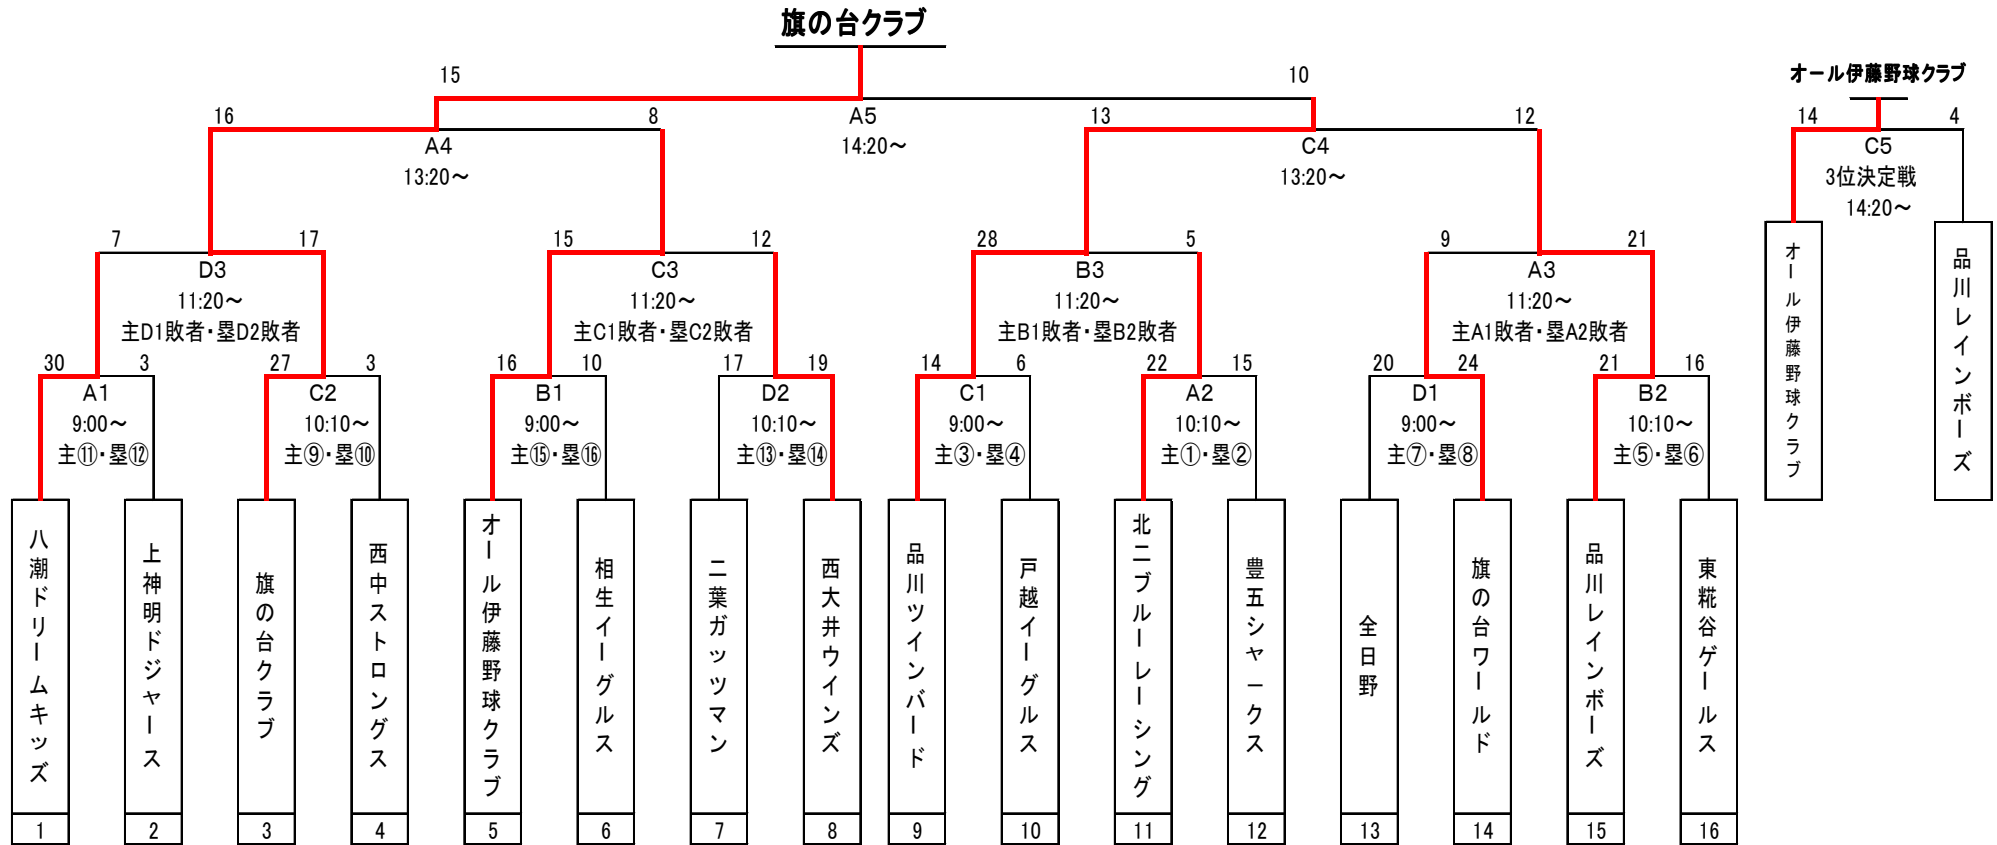 旗の台クラブ
15
10
オール伊藤野球クラブ
16
8
A5
13
12
14
4
A4
14:20～
C4
C5
13:20～
13:20～
3位決定戦
14:20～
7
17
15
12
28
5
9
21
D3
C3
B3
A3
11:20～
11:20～
11:20～
11:20～
主D1敗者・塁D2敗者
主C1敗者・塁C2敗者
主B1敗者・塁B2敗者
主A1敗者・塁A2敗者
30
3
27
3
16
10
17
19
14
6
22
15
20
24
21
16
A1
C2
B1
D2
C1
A2
D1
B2
9:00～
10:10～
9:00～
10:10～
9:00～
10:10～
9:00～
10:10～
主⑪・塁⑫
主⑨・塁⑩
主⑮・塁⑯
主⑬・塁⑭
主③・塁④
主①・塁②
主⑦・塁⑧
主⑤・塁⑥
オール伊藤野球クラブ
品川レインボーズ
八潮ドリームキッズ
上神明ドジャース
旗の台クラブ
西中ストロングス
オール伊藤野球クラブ
相生イーグルス
二葉ガッツマン
西大井ウインズ
品川ツインバード
戸越イーグルス
北二ブルーレーシング
豊五シャークス
全日野
旗の台ワールド
品川レインボーズ
東糀谷ゲールス
1
2
3
4
5
6
7
8
9
10
11
12
13
14
15
16